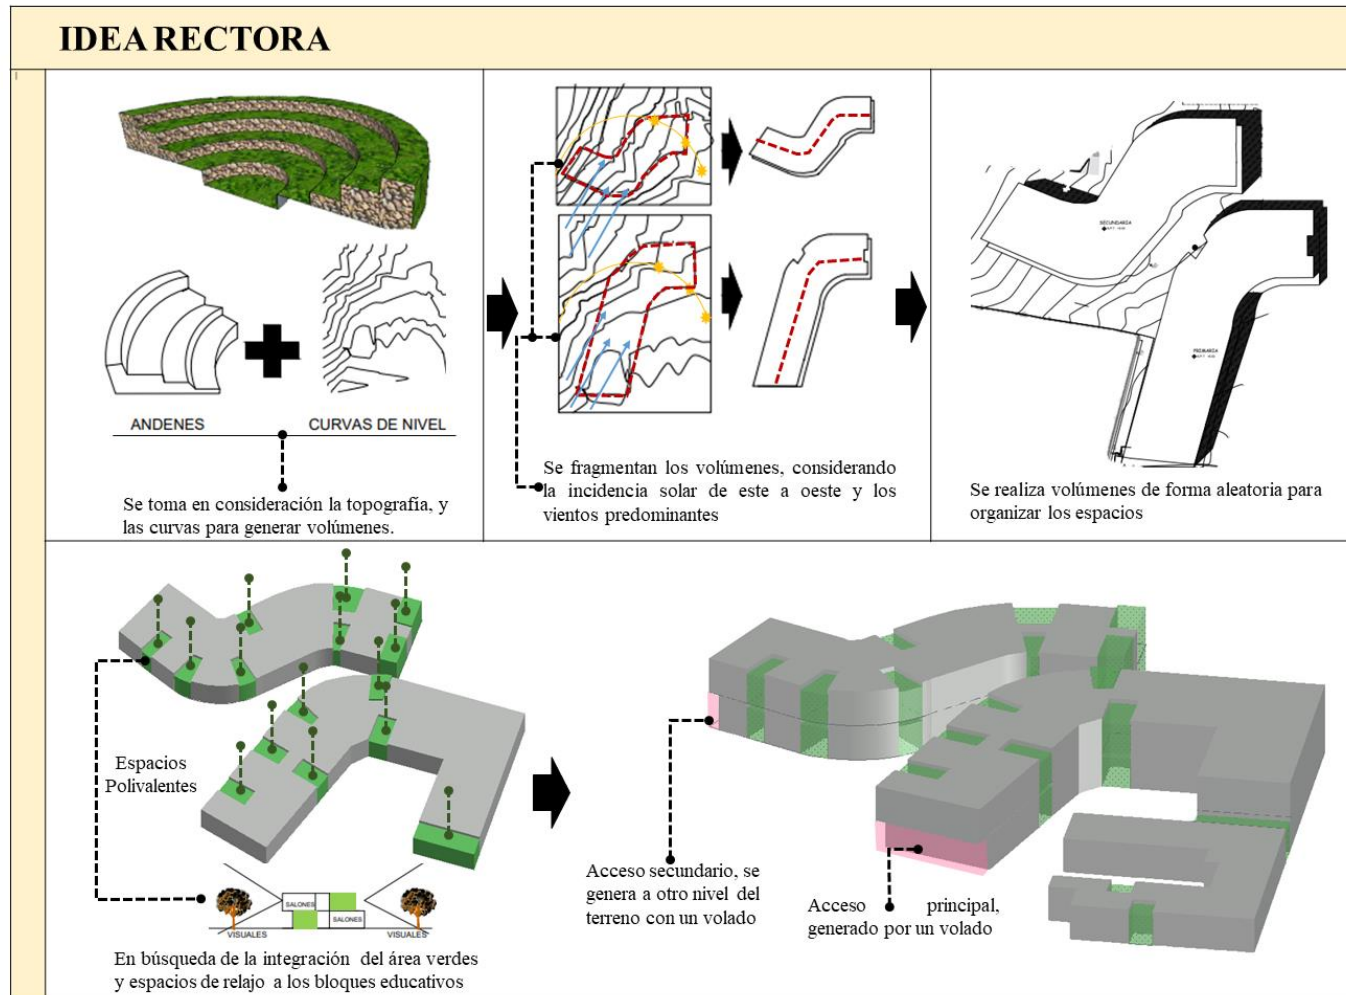 IDEA RECTORA
ANDENES
CURVAS DE NIVEL
Se toma en consideración la topografía, y
las curvas para generar volúmenes.
Se fragmentan los volúmenes, considerando
la incidencia solar de este a oeste y los
vientos predominantes
SECUNDARIA
PRIMARIA
Se realiza volúmenes de forma aleatoria para
organizar los espacios
Espacios
Polivalentes
SALONES
SALONES
VISUALES
VISUALES
En búsqueda de la integración del área verdes
y espacios de relajo a los bloques educativos
Acceso secundario, se
genera a otro nivel del
terreno con un volado
Acceso principal,
generado por un volado